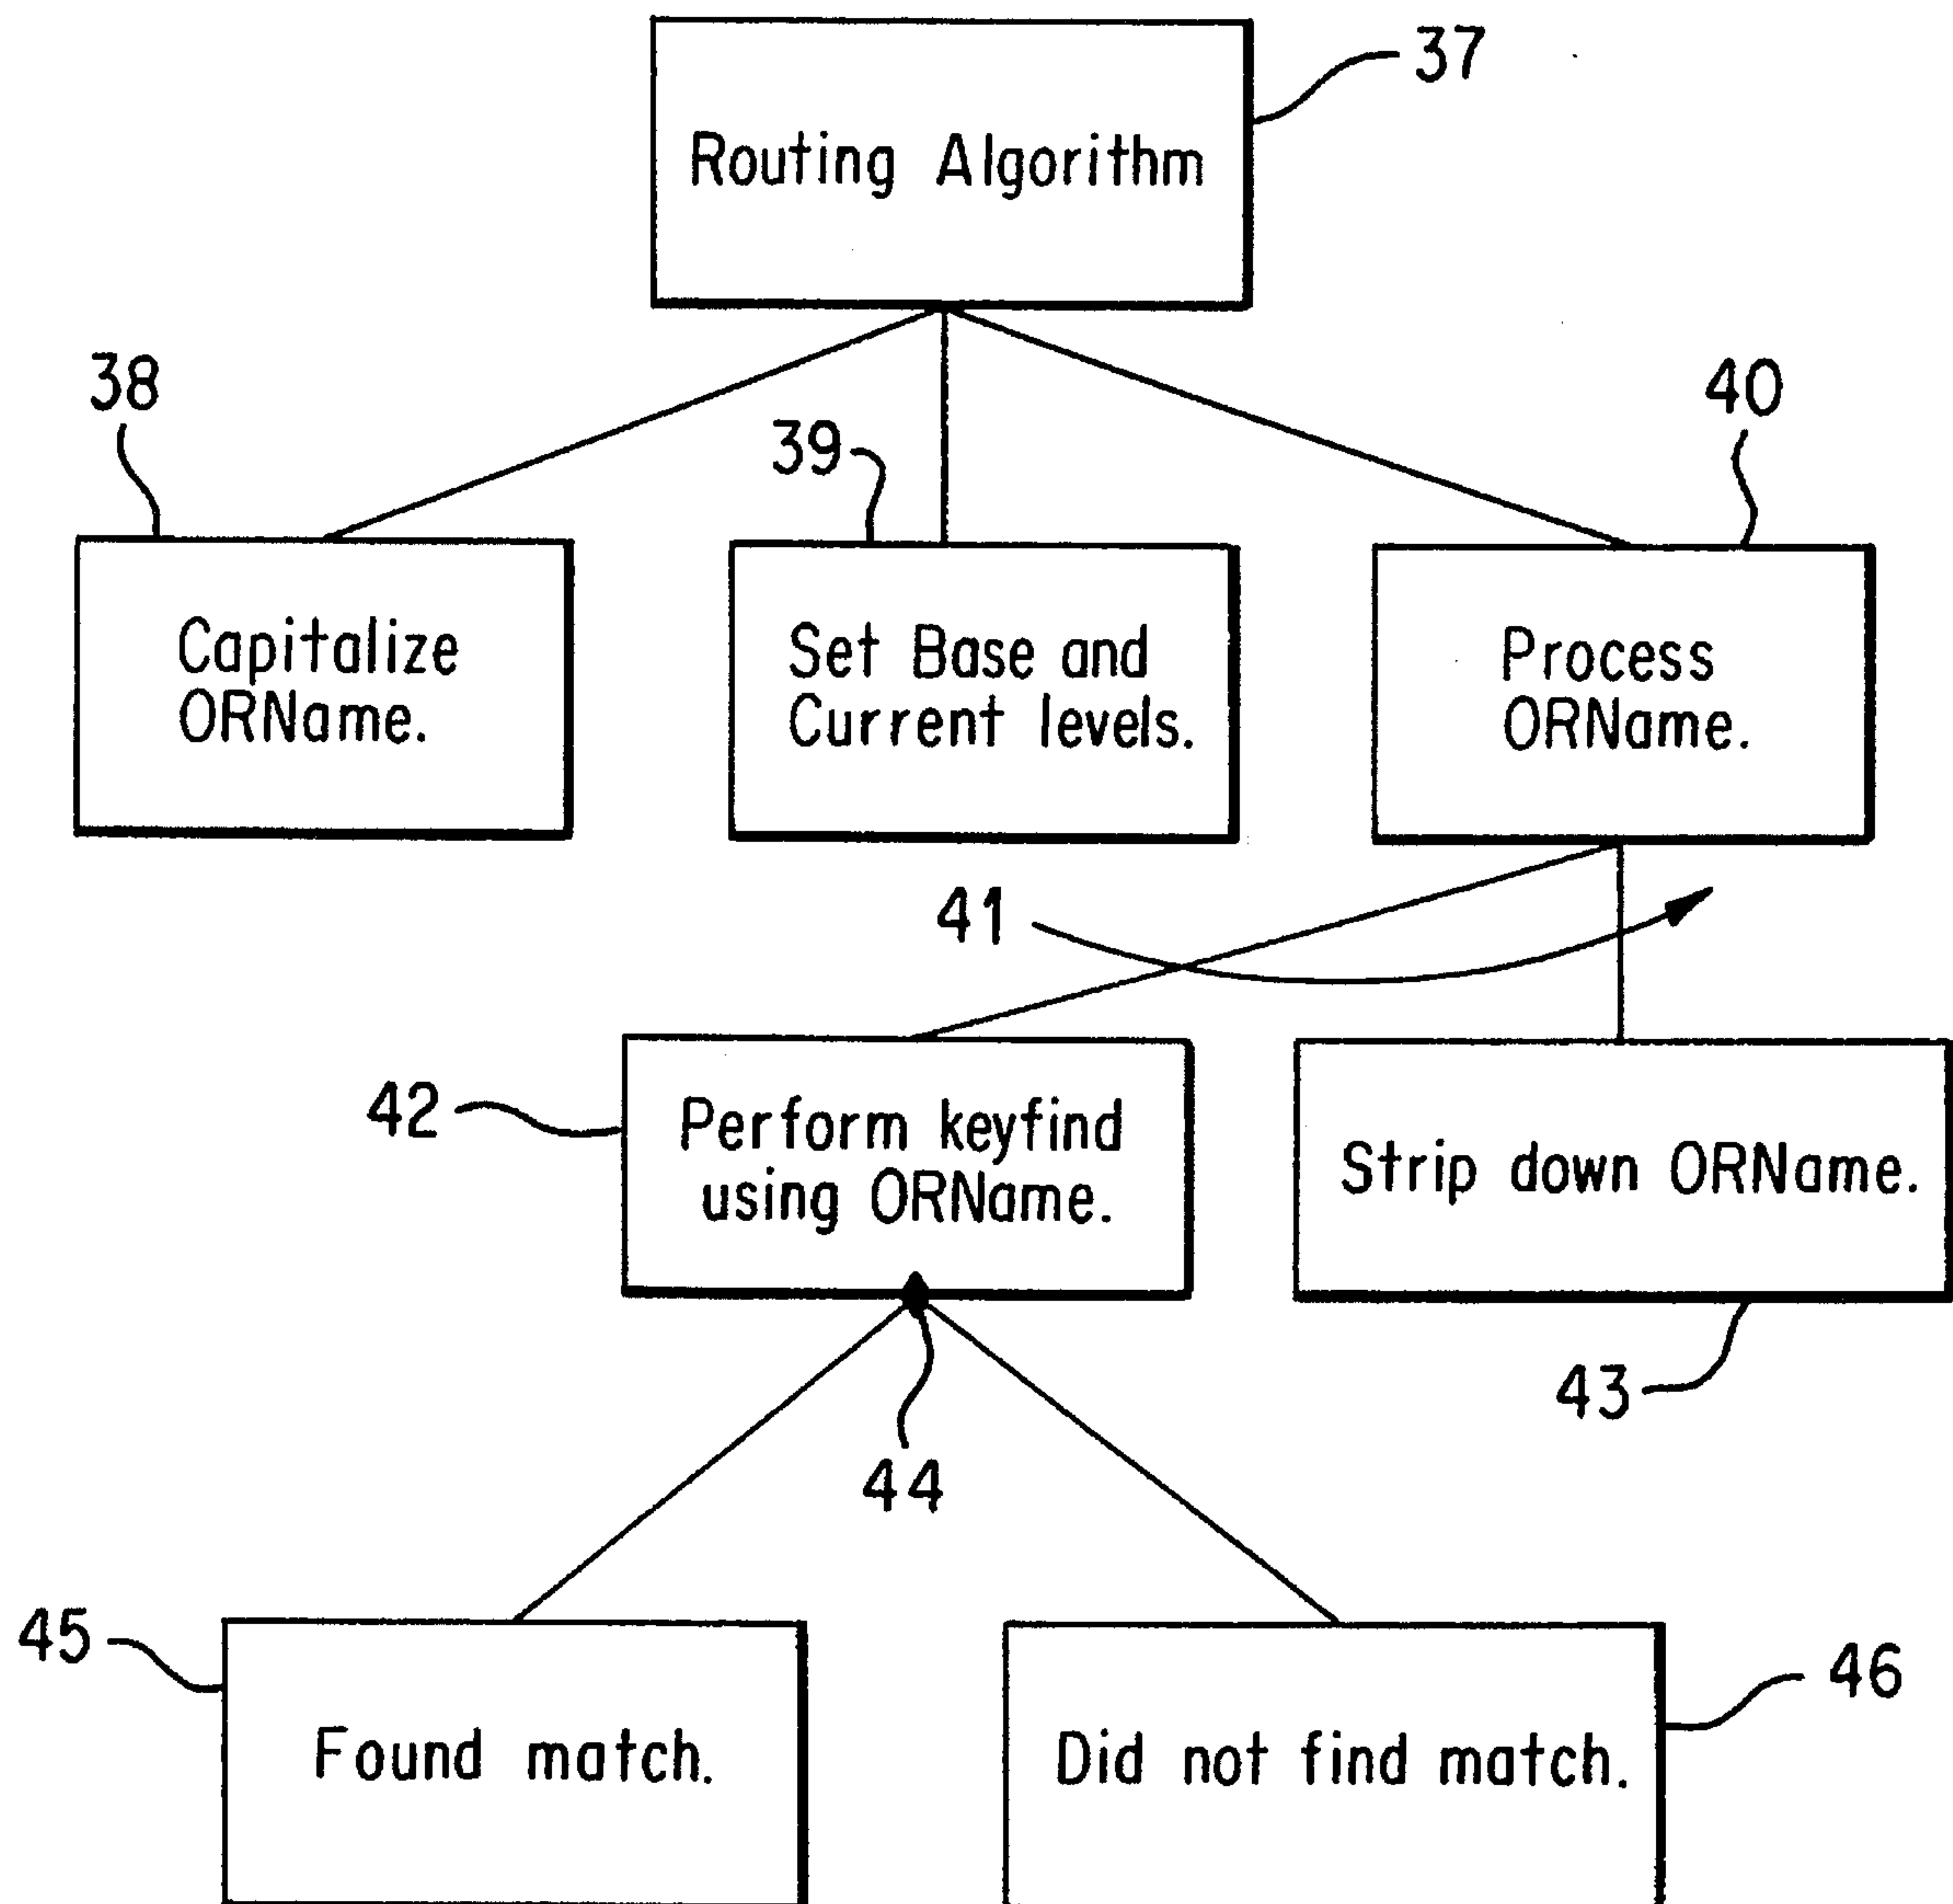 37
Routing Algorithm
38
39
40
Capitalize
ORName.
Set Base and
Current levels.
Process
ORName.
41
42
Perform keyfind
using ORName.
Strip down ORName.
43
44
45
46
Found match.
Did not find match.